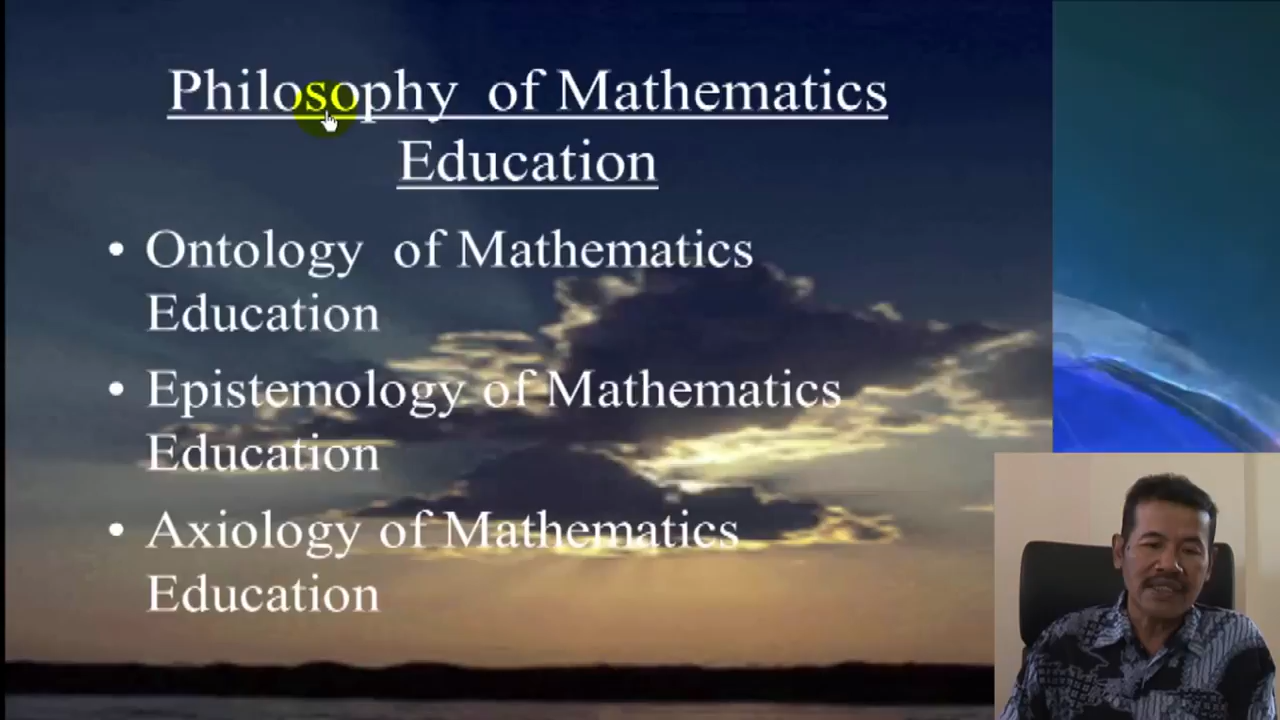 Philosophy of Mathematics
Education
• Ontology of Mathematics
Education
• Epistemology of Mathematics
Education
• Axiology of Mathematics
Education